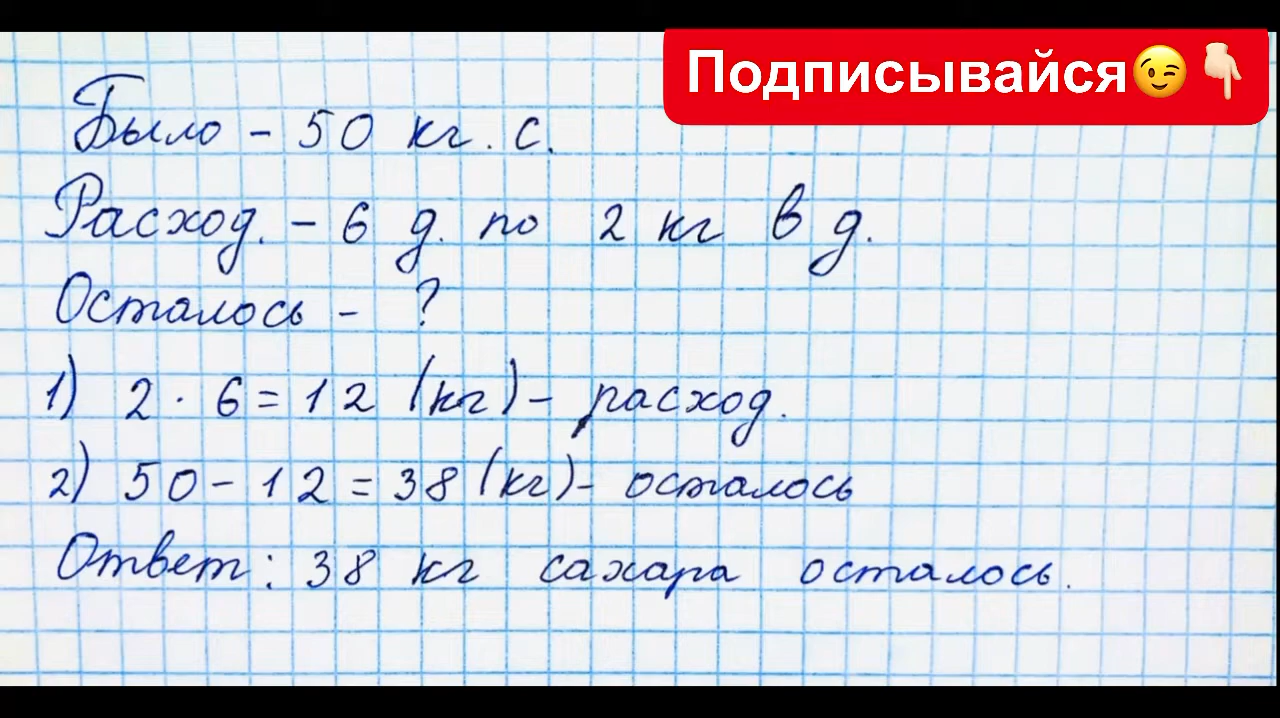 Подписывайся😉👇🏻
Было - 50 кг. с.
Расход. - 6 д. по 2 кг в д.
Осталось - ?
1) 2 · 6 = 12 (кг) - расход.
2) 50 - 12 = 38 (кг) - осталось
Ответ: 38 кг сахара осталось.